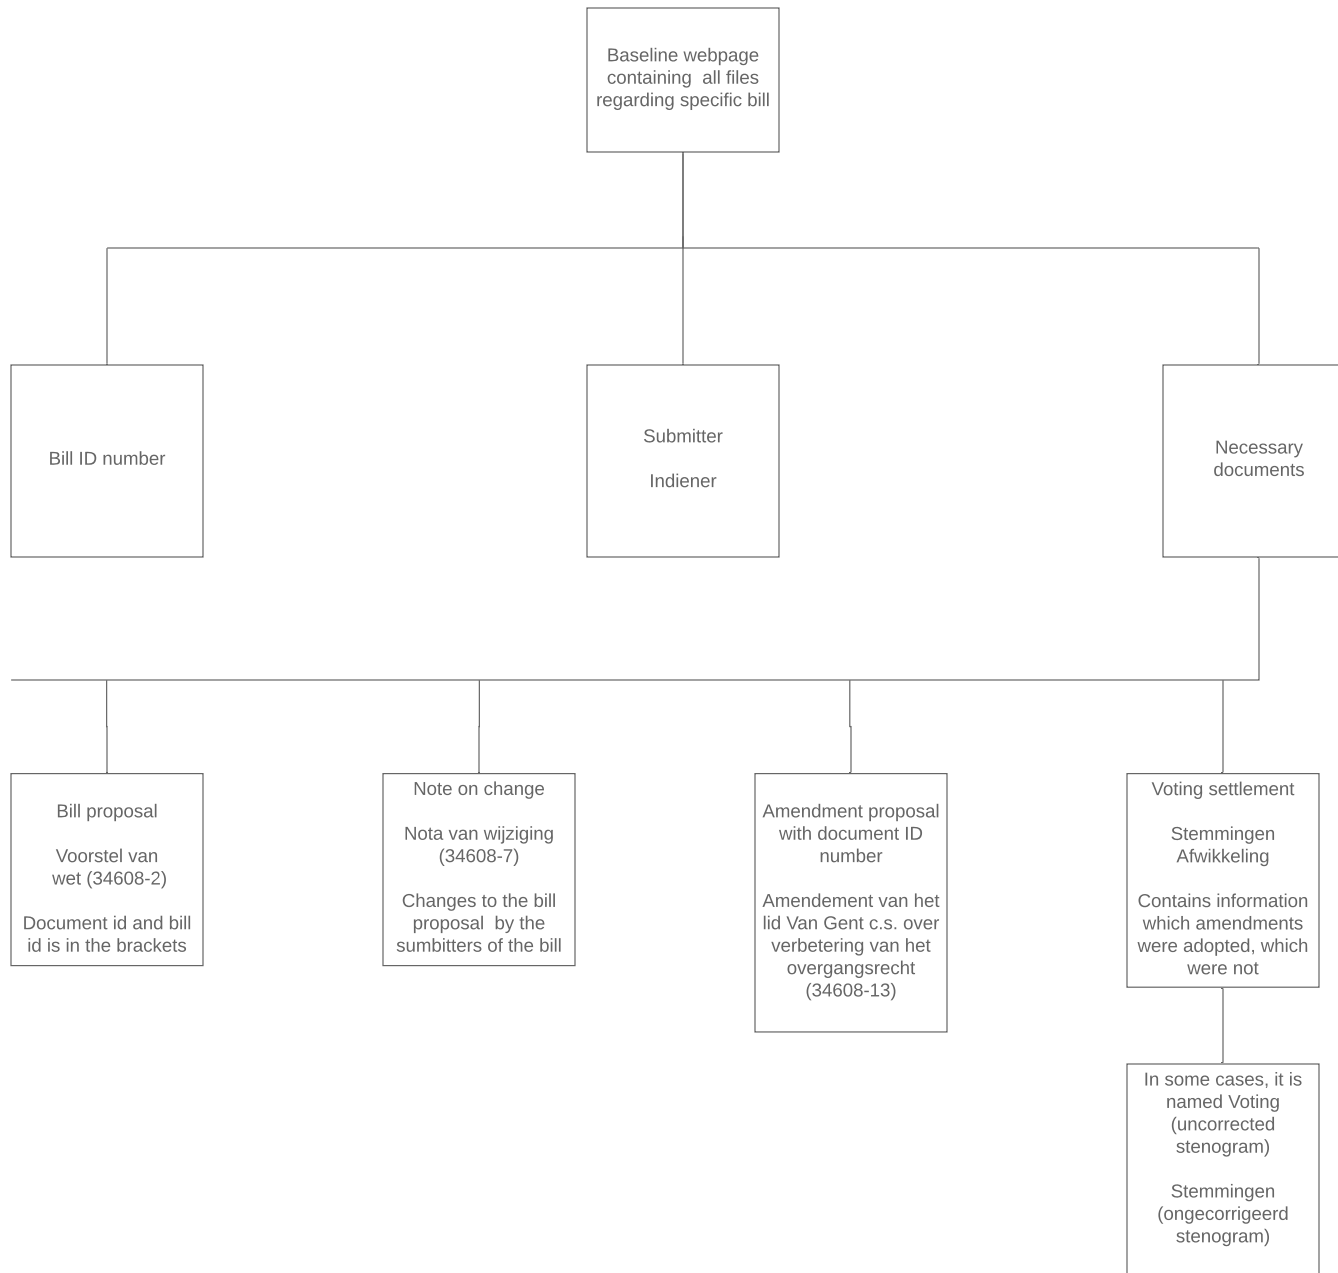 Baseline webpage
containing all files
regarding specific bill
Bill ID number
Submitter
Indiener
Necessary
documents
Bill proposal
Voorstel van
wet (34608-2)
Document id and bill
id is in the brackets
Note on change
Nota van wijziging
(34608-7)
Changes to the bill
proposal by the
sumbitters of the bill
Amendment proposal
with document ID
number
Amendement van het
lid Van Gent c.s. over
verbetering van het
overgangsrecht
(34608-13)
Voting settlement
Stemmingen
Afwikkeling
Contains information
which amendments
were adopted, which
were not
In some cases, it is
named Voting
(uncorrected
stenogram)
Stemmingen
(ongecorrigeerd
stenogram)